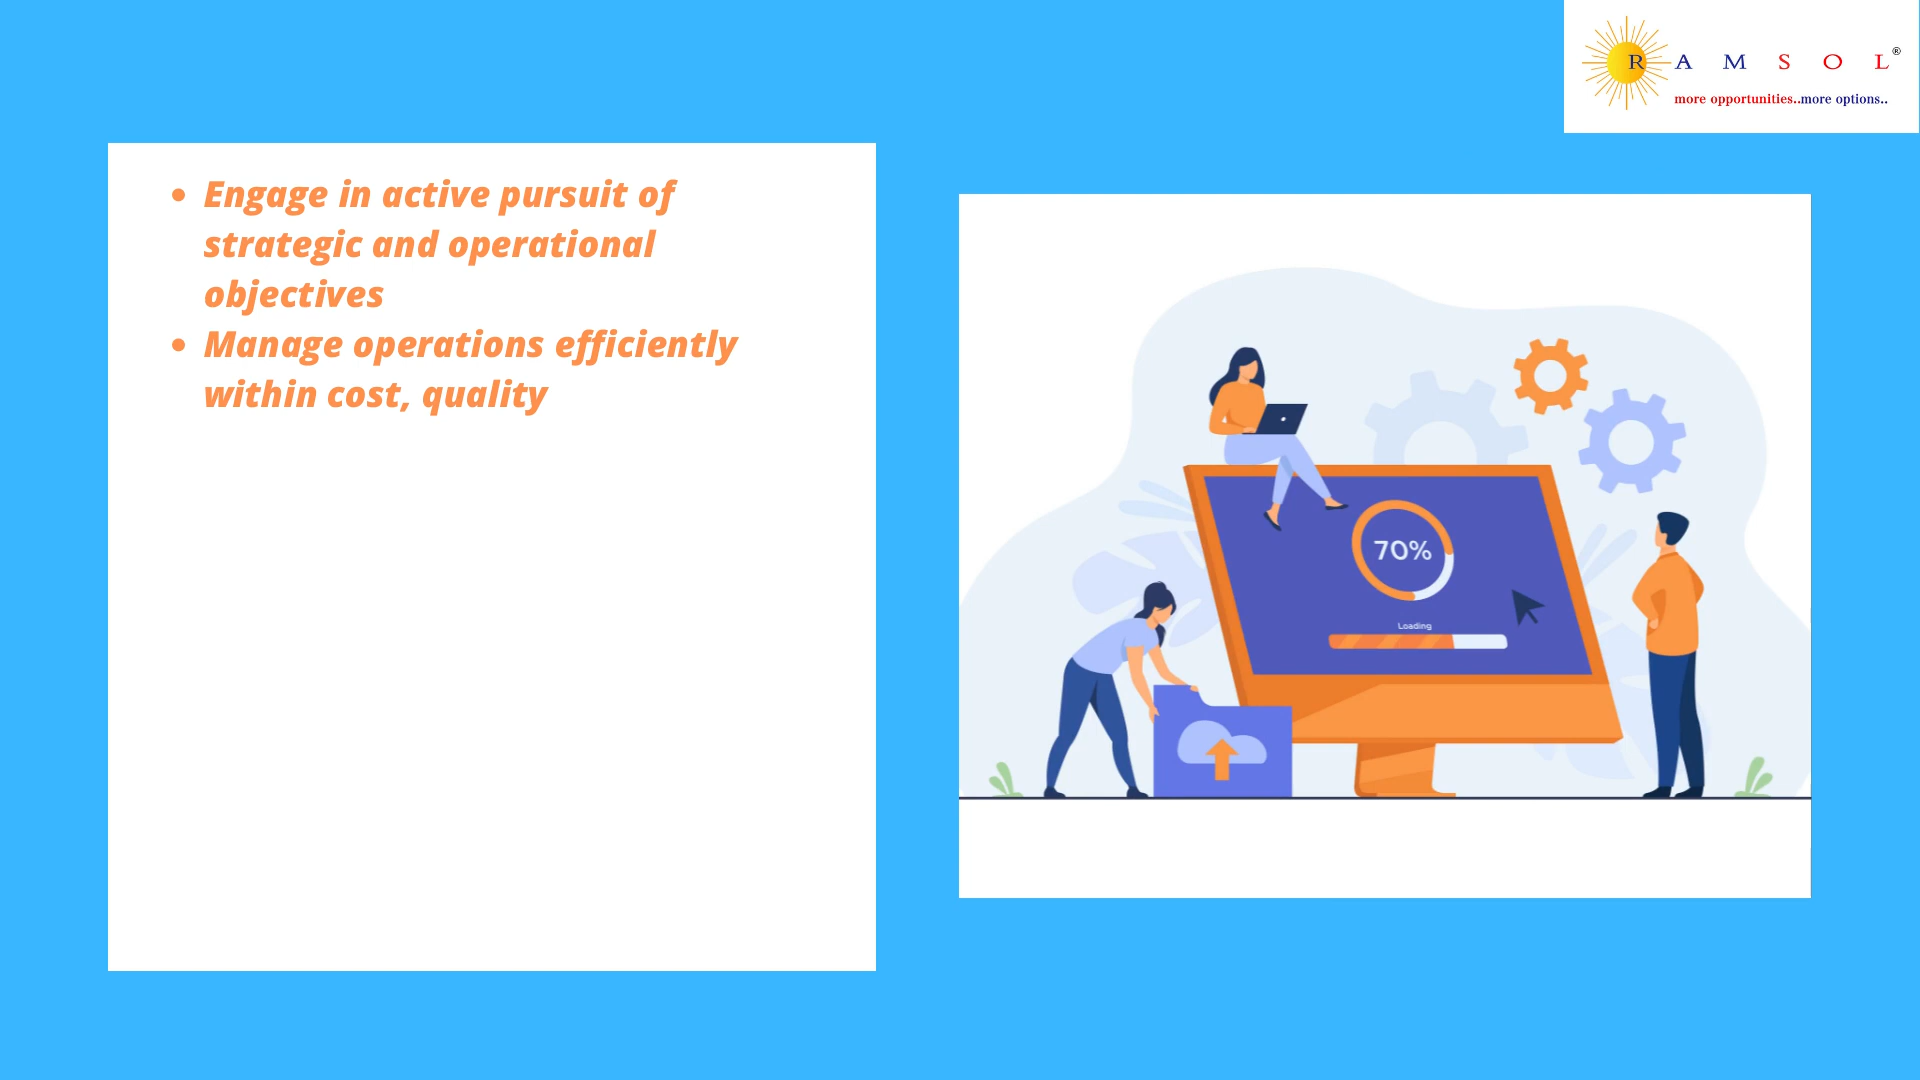 R A M S O L ®
more opportunities..more options..
• Engage in active pursuit of
strategic and operational
objectives
• Manage operations efficiently
within cost, quality
70%
Loading